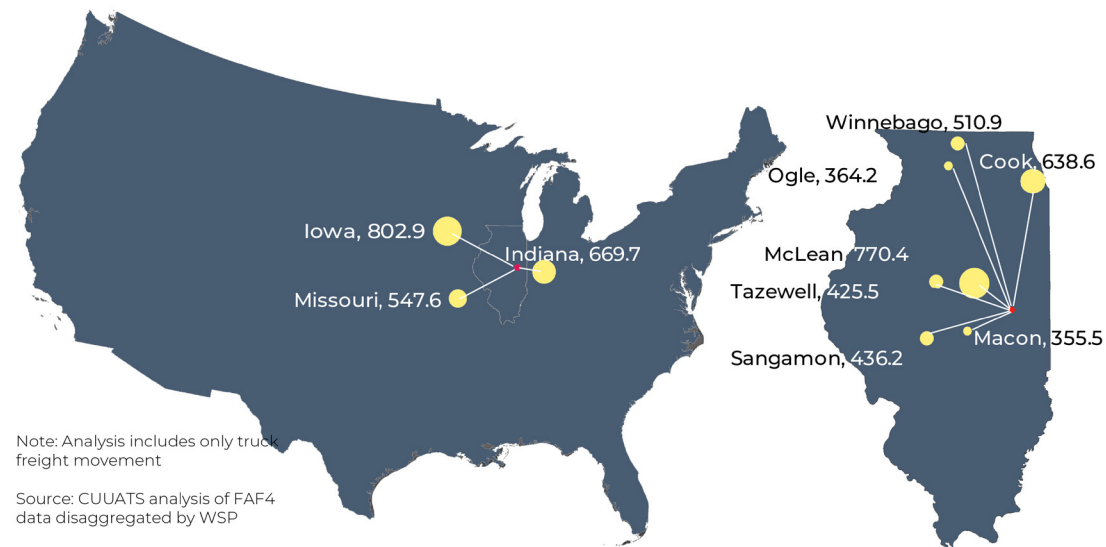 Winnebago, 510.9
Cook, 638.6
Ogle, 364.2
Iowa, 802.9
Indiana, 669.7
McLean, 770.4
Tazewell, 425.5
Missouri, 547.6
Macon, 355.5
Sangamon, 436.2
Note: Analysis includes only truck
freight movement
Source: CUUATS analysis of FAF4
data disaggregated by WSP